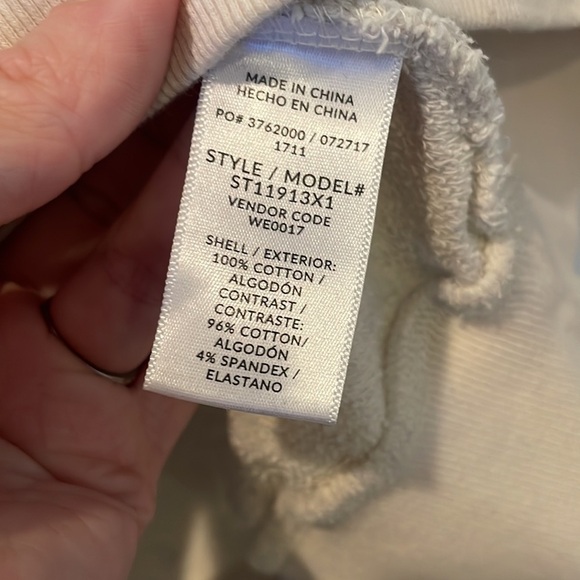 MADE IN CHINA
HECHO EN CHINA
PO# 3762000 / 072717
1711
STYLE / MODEL#
ST11913X1
VENDOR CODE
WE0017
SHELL / EXTERIOR:
100% COTTON /
ALGODÓN
CONTRAST /
CONTRASTE:
96% COTTON/
ALGODÓN
4% SPANDEX /
ELASTANO